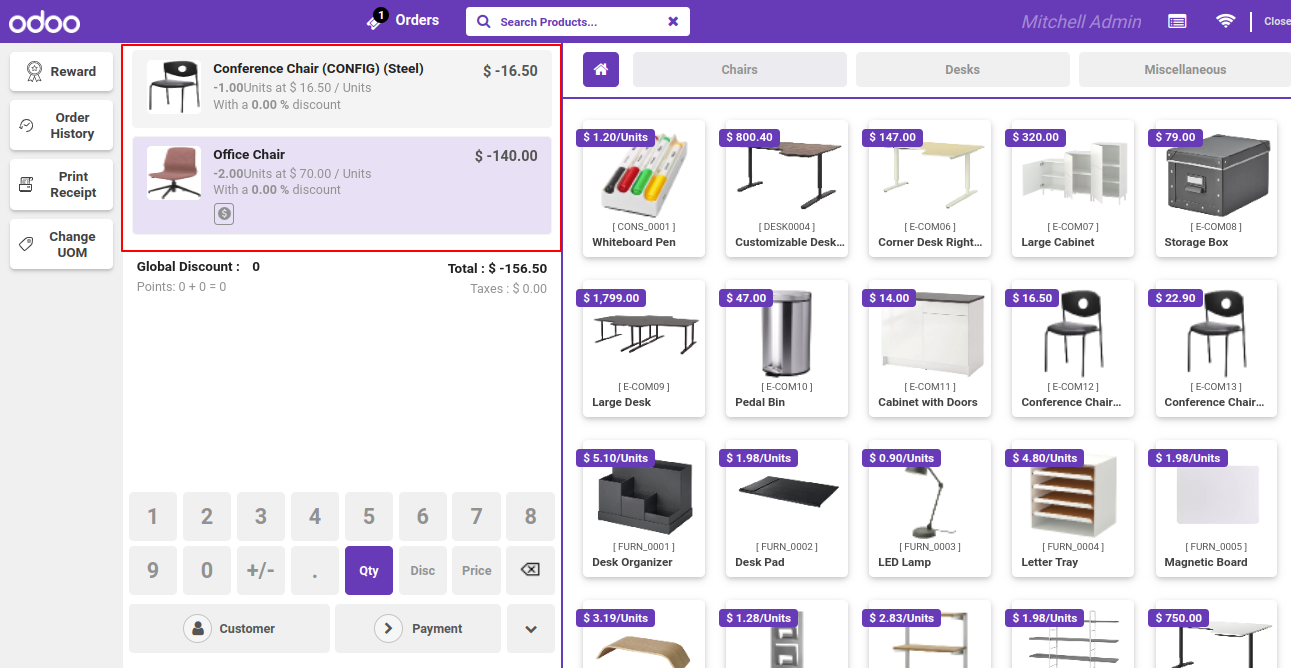 odoo
1
Orders
Search Products...
Mitchell Admin
Close
Reward
Order
History
Print
Receipt
Change
UOM
Conference Chair (CONFIG) (Steel)
$ -16.50
-1.00Units at $ 16.50 / Units
With a 0.00 % discount
Office Chair
$ -140.00
-2.00Units at $ 70.00 / Units
With a 0.00 % discount
Global Discount : 0
Total : $ -156.50
Points: 0 + 0 = 0
Taxes : $ 0.00
1 2 3 4 5 6 7 8
9 0 +/- . Qty Disc Price
Customer
Payment
Chairs
Desks
Miscellaneous
$ 1.20/Units
[ CONS_0001 ]
Whiteboard Pen
$ 800.40
[ DESK0004 ]
Customizable Desk...
$ 147.00
[ E-COM06 ]
Corner Desk Right...
$ 320.00
[ E-COM07 ]
Large Cabinet
$ 79.00
[ E-COM08 ]
Storage Box
$ 1,799.00
[ E-COM09 ]
Large Desk
$ 47.00
[ E-COM10 ]
Pedal Bin
$ 14.00
[ E-COM11 ]
Cabinet with Doors
$ 16.50
[ E-COM12 ]
Conference Chair...
$ 22.90
[ E-COM13 ]
Conference Chair...
$ 5.10/Units
[ FURN_0001 ]
Desk Organizer
$ 1.98/Units
[ FURN_0002 ]
Desk Pad
$ 0.90/Units
[ FURN_0003 ]
LED Lamp
$ 4.80/Units
[ FURN_0004 ]
Letter Tray
$ 1.98/Units
[ FURN_0005 ]
Magnetic Board
$ 3.19/Units
$ 1.28/Units
$ 2.83/Units
$ 1.98/Units
$ 750.00